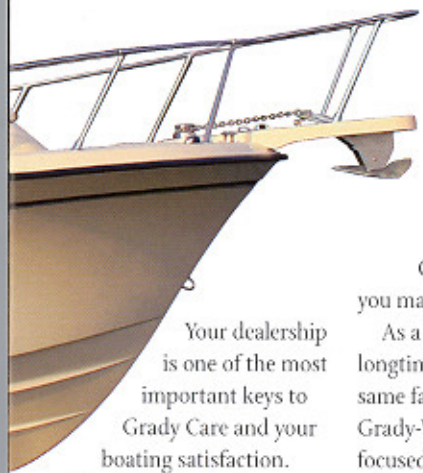 Your dealership
is one of the most
important keys to
Grady Care and your
boating satisfaction.
you ma
As a
longtim
same fa
Grady-
focused